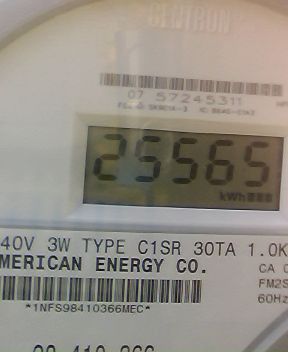 CENTRON
07 57245311
25565
kWh
40V 3W TYPE C1SR 30TA 1.0K
MERICAN ENERGY CO.
CA 0
FM2S
60Hz
*1NFS98410366MEC*